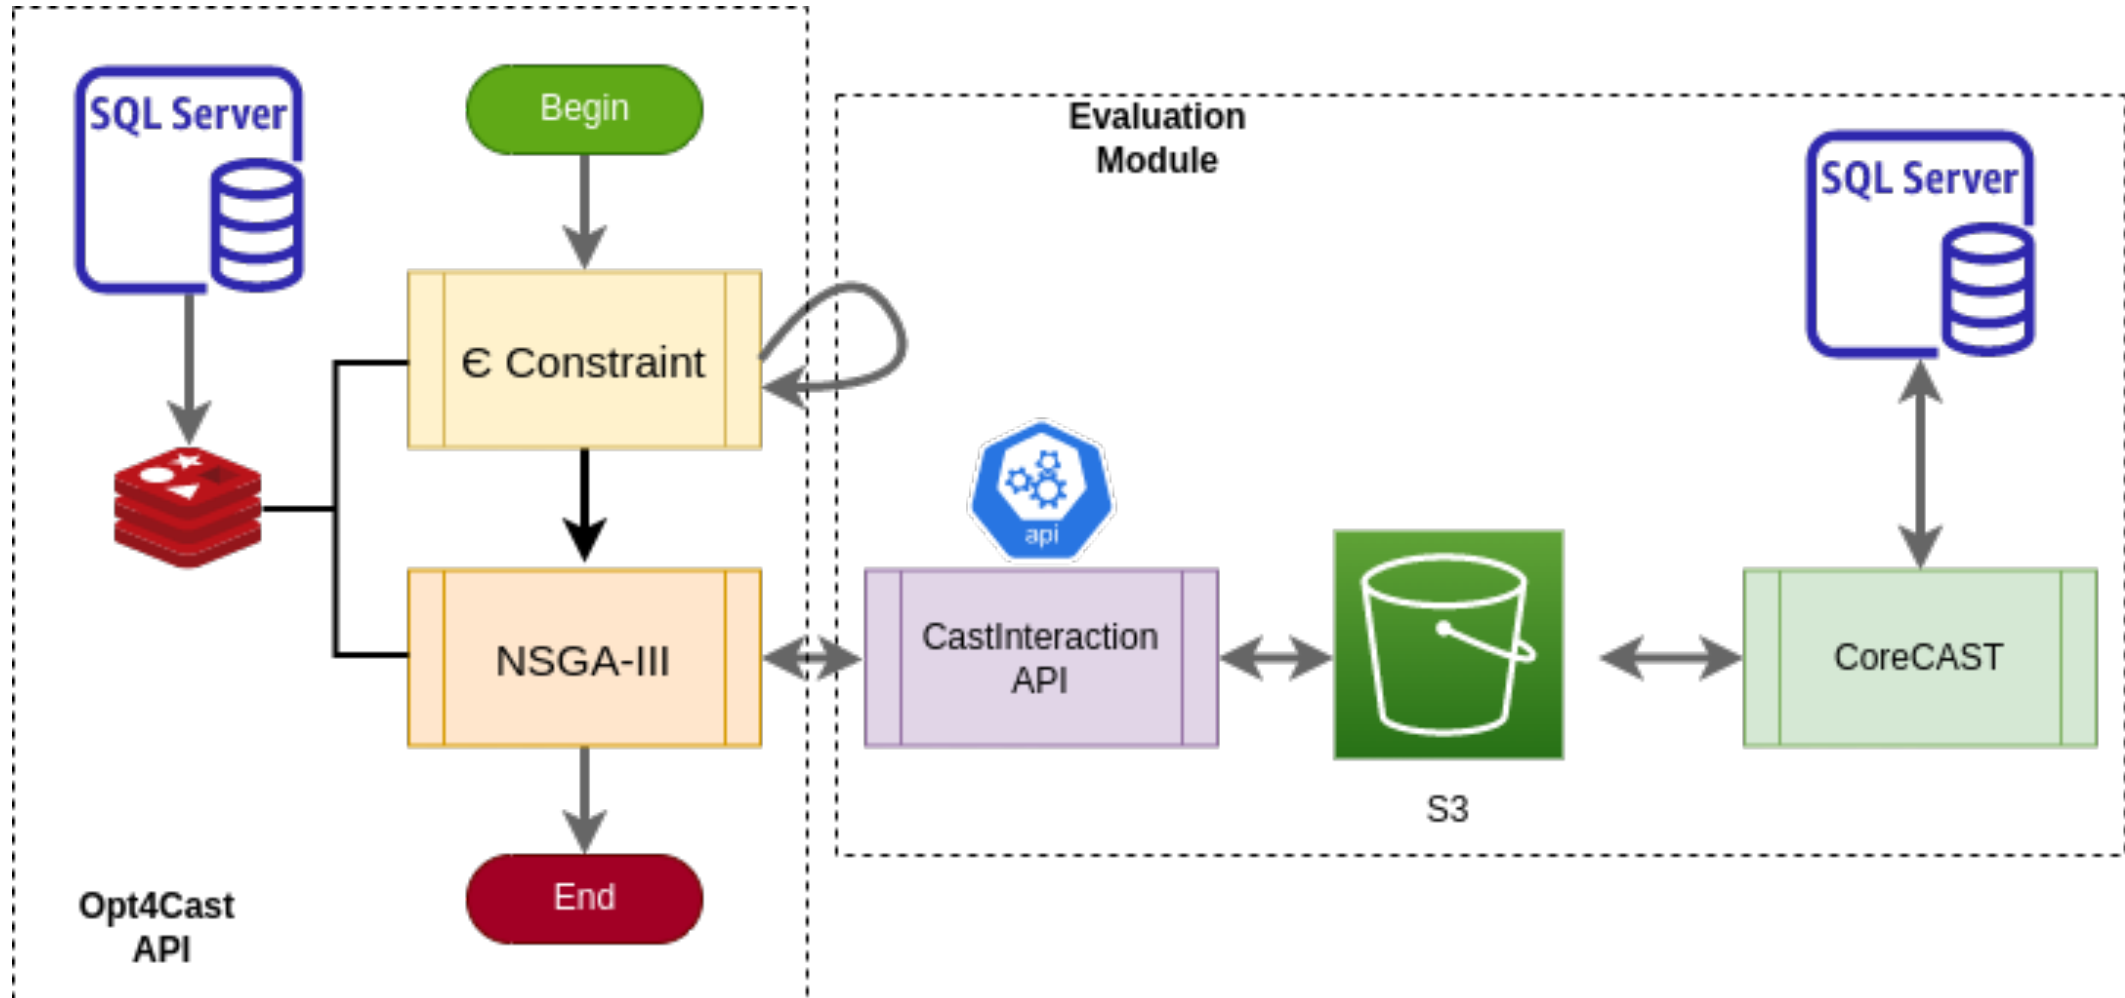 SQL Server
Begin
Evaluation
Module
SQL Server
Є Constraint
api
NSGA-III
CastInteraction
API
CoreCAST
S3
End
Opt4Cast
API